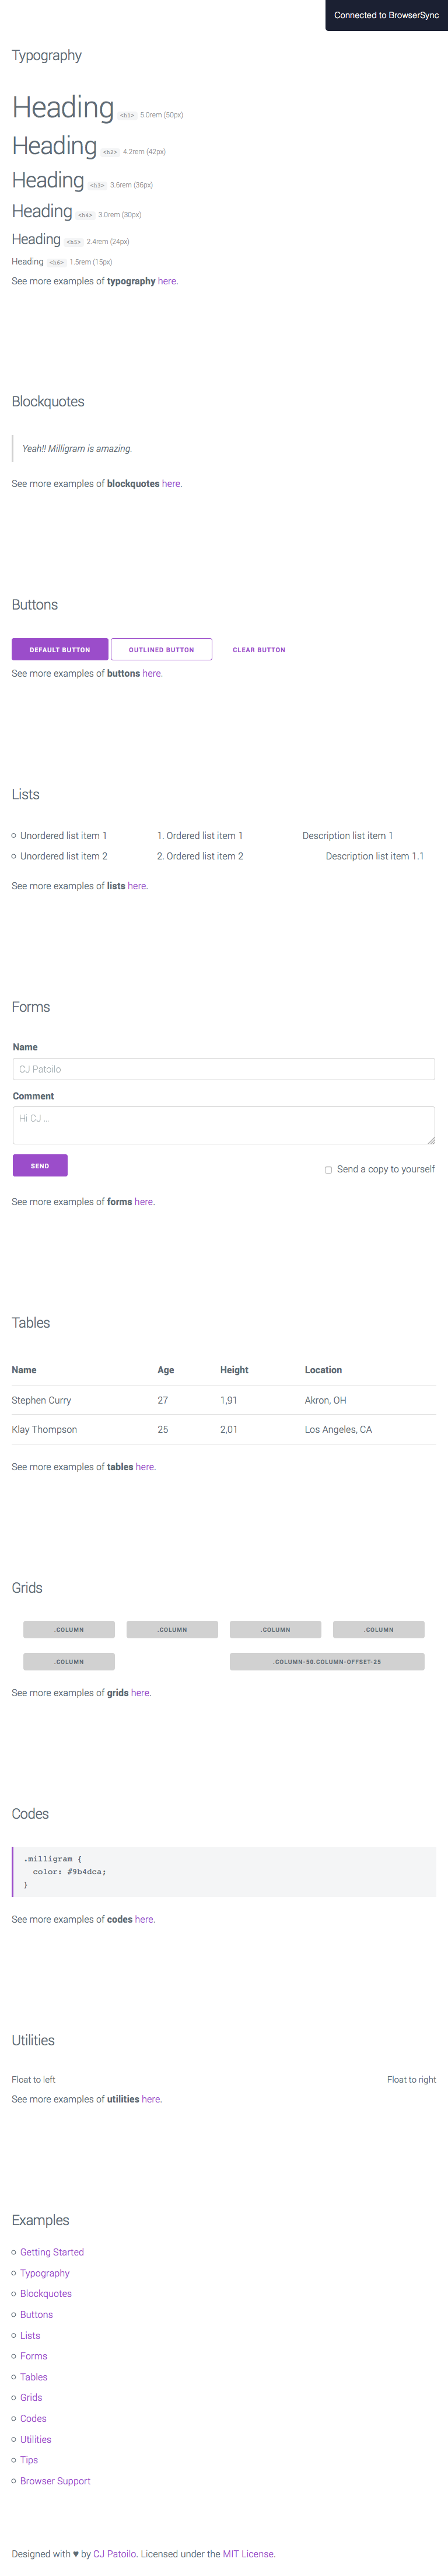 Connected to BrowserSync
Typography
Heading <h1> 5.0rem (50px)
Heading <h2> 4.2rem (42px)
Heading <h3> 3.6rem (36px)
Heading <h4> 3.0rem (30px)
Heading <h5> 2.4rem (24px)
Heading <h6> 1.5rem (15px)
See more examples of typography here.
Blockquotes
Yeah!! Milligram is amazing.
See more examples of blockquotes here.
Buttons
DEFAULT BUTTON OUTLINED BUTTON CLEAR BUTTON
See more examples of buttons here.
Lists
Unordered list item 1 1. Ordered list item 1 Description list item 1
Unordered list item 2 2. Ordered list item 2 Description list item 1.1
See more examples of lists here.
Forms
Name
CJ Patoilo
Comment
Hi CJ ...
SEND Send a copy to yourself
See more examples of forms here.
Tables
Name Age Height Location
Stephen Curry 27 1,91 Akron, OH
Klay Thompson 25 2,01 Los Angeles, CA
See more examples of tables here.
Grids
.COLUMN .COLUMN .COLUMN .COLUMN
.COLUMN .COLUMN-50.COLUMN-OFFSET-25
See more examples of grids here.
Codes
.milligram {
color: #9b4dca;
}
See more examples of codes here.
Utilities
Float to left Float to right
See more examples of utilities here.
Examples
Getting Started
Typography
Blockquotes
Buttons
Lists
Forms
Tables
Grids
Codes
Utilities
Tips
Browser Support
Designed with ♥ by CJ Patoilo. Licensed under the MIT License.